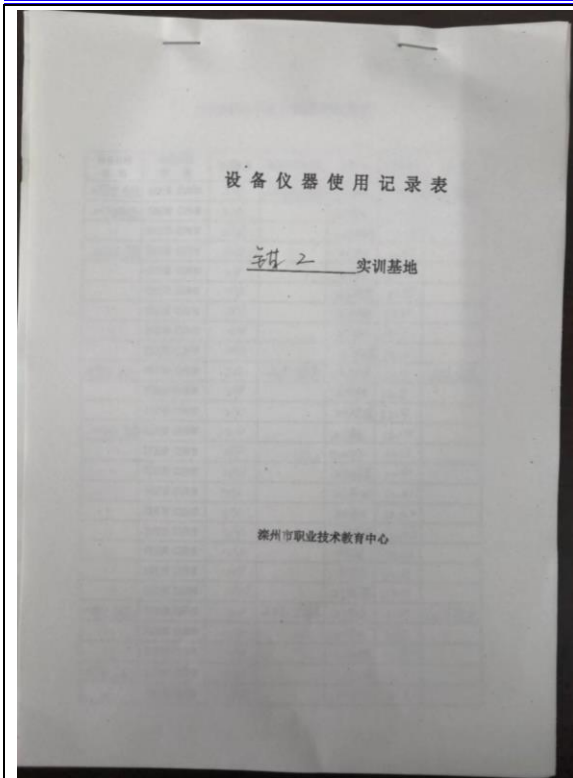 设备仪器使用记录表
钳工 实训基地
滦州市职业技术教育中心